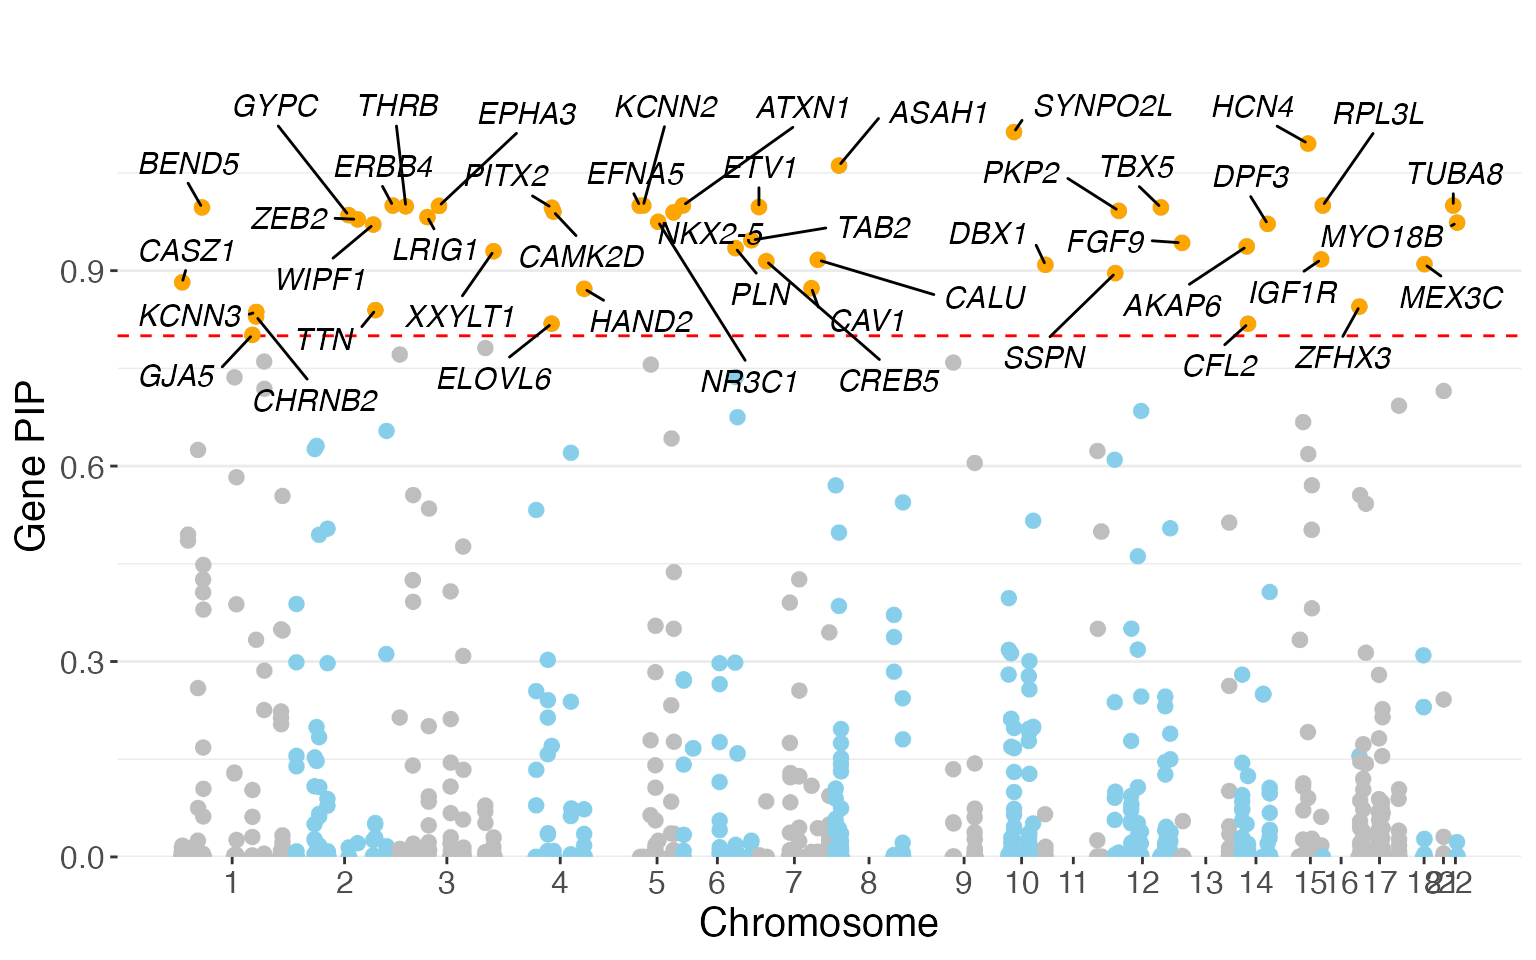 GYPC THRB EPHA3 KCNN2 ATXN1 ASAH1 SYNPO2L HCN4 RPL3L
BEND5 ERBB4 PITX2 EFNA5 ETV1 PKP2 TBX5 DPF3 TUBA8
ZEB2 LRIG1 CAMK2D NKX2-5 TAB2 DBX1 FGF9 MYO18B
CASZ1 WIPF1 PLN CALU AKAP6 IGF1R MEX3C
KCNN3 TTN XXYLT1 HAND2 CAV1 SSPN CFL2 ZFHX3
GJA5 CHRNB2 ELOVL6 NR3C1 CREB5
Gene PIP
0.9
0.6
0.3
0.0
1 2 3 4 5 6 7 8 9 10 11 12 13 14 15 16 17 18 21 22
Chromosome